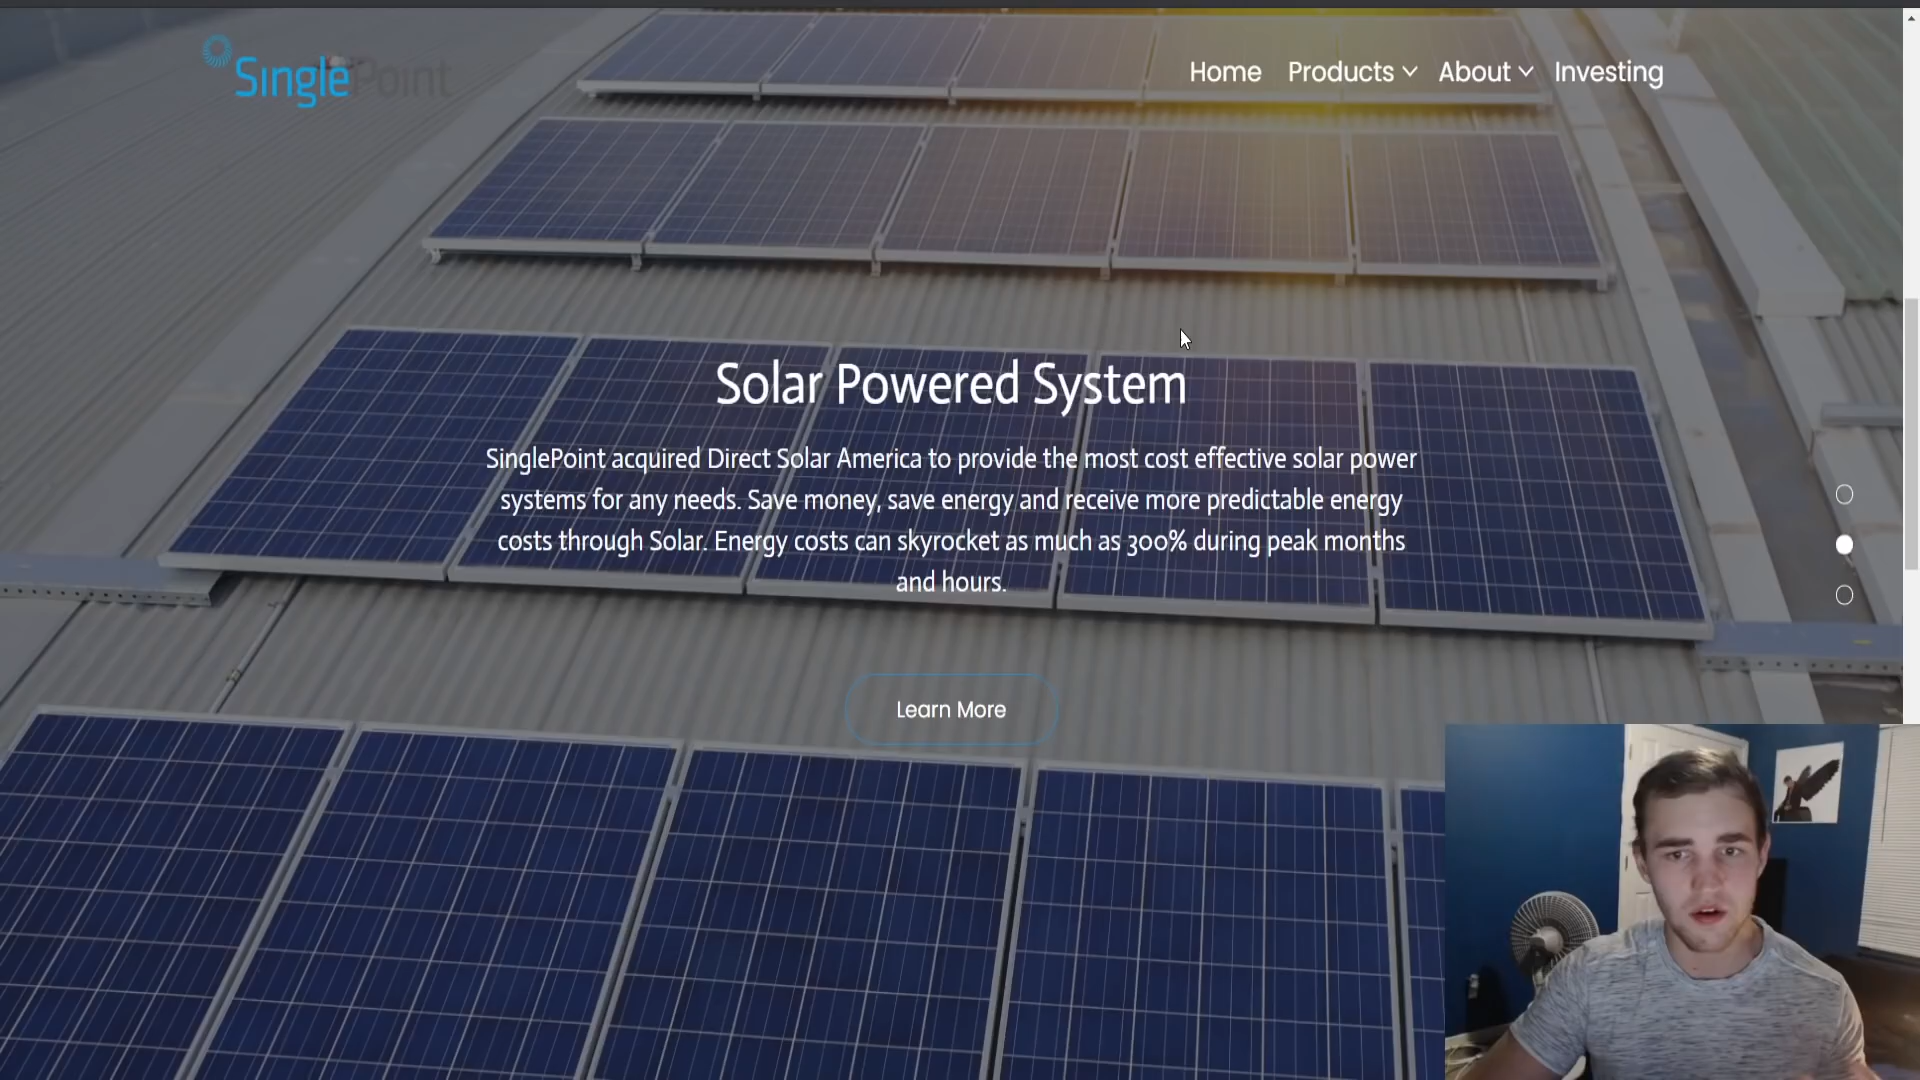 SinglePoint
Home Products About Investing
Solar Powered System
SinglePoint acquired Direct Solar America to provide the most cost effective solar power
systems for any needs. Save money, save energy and receive more predictable energy
costs through Solar. Energy costs can skyrocket as much as 300% during peak months
and hours.
Learn More